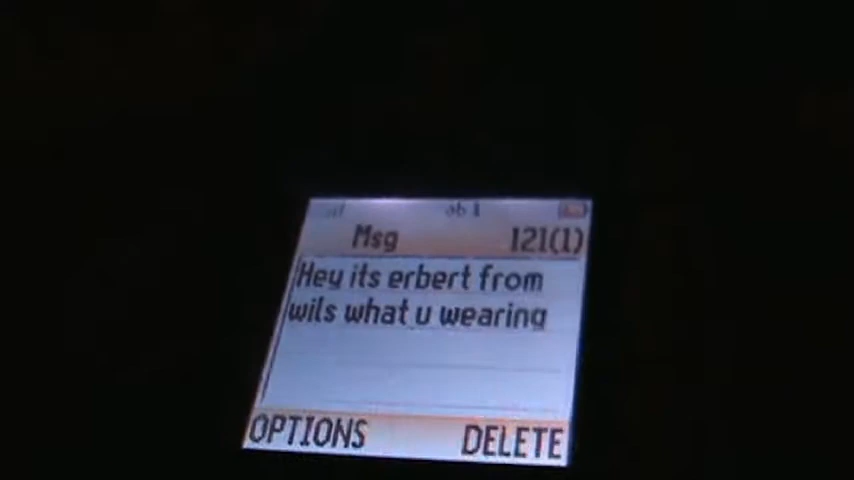 Msg 121(1)
Hey its erbert from
wils what u wearing
OPTIONS DELETE